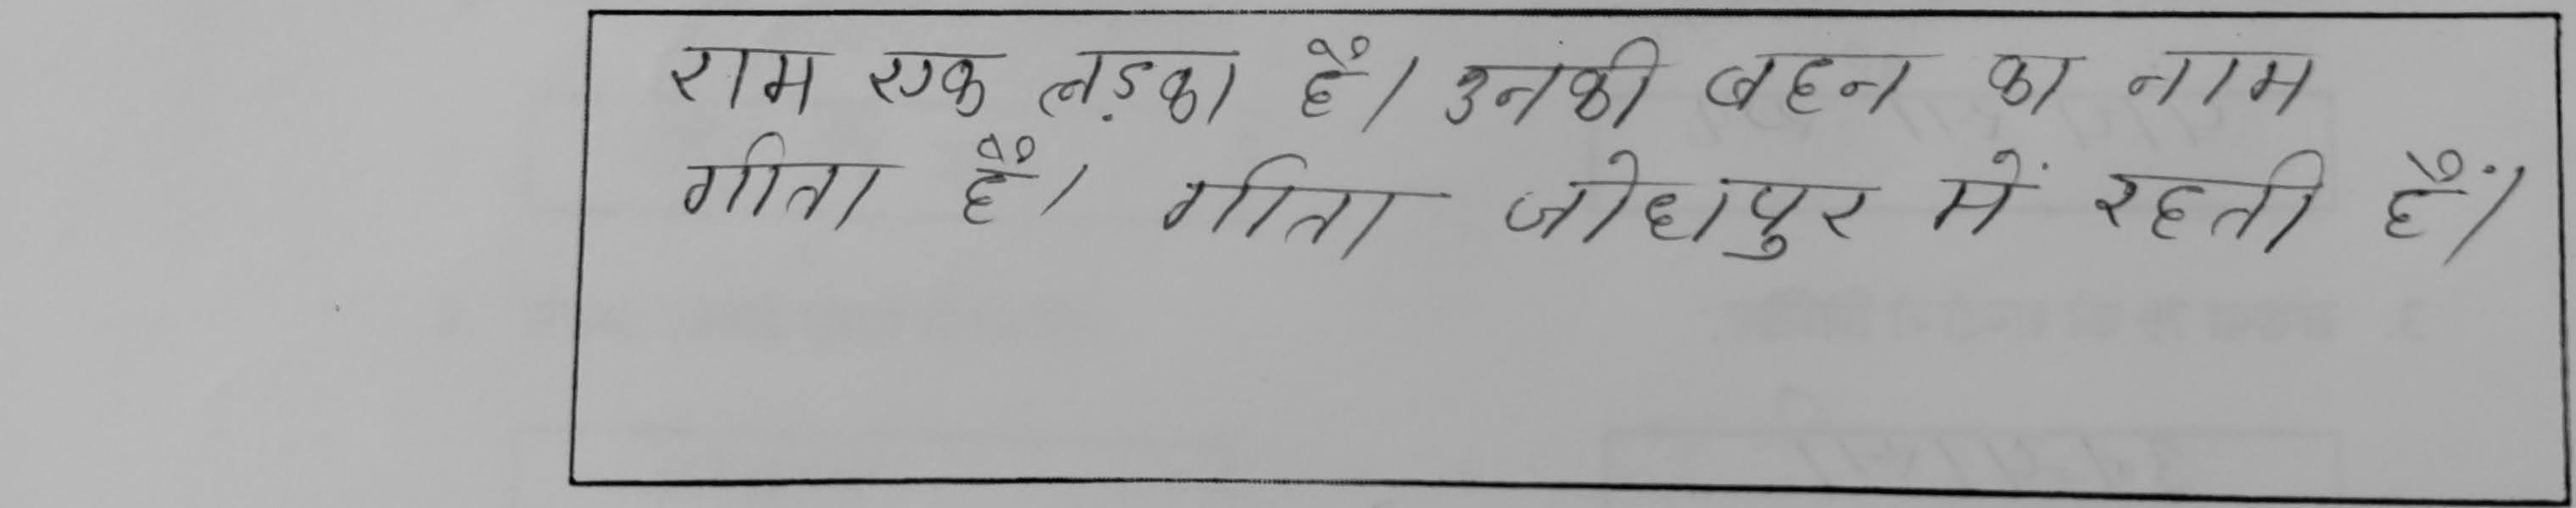 राम एक लड़का है। उनकी बहन का नाम
गीता है। गीता जोधपुर में रहती हैं।